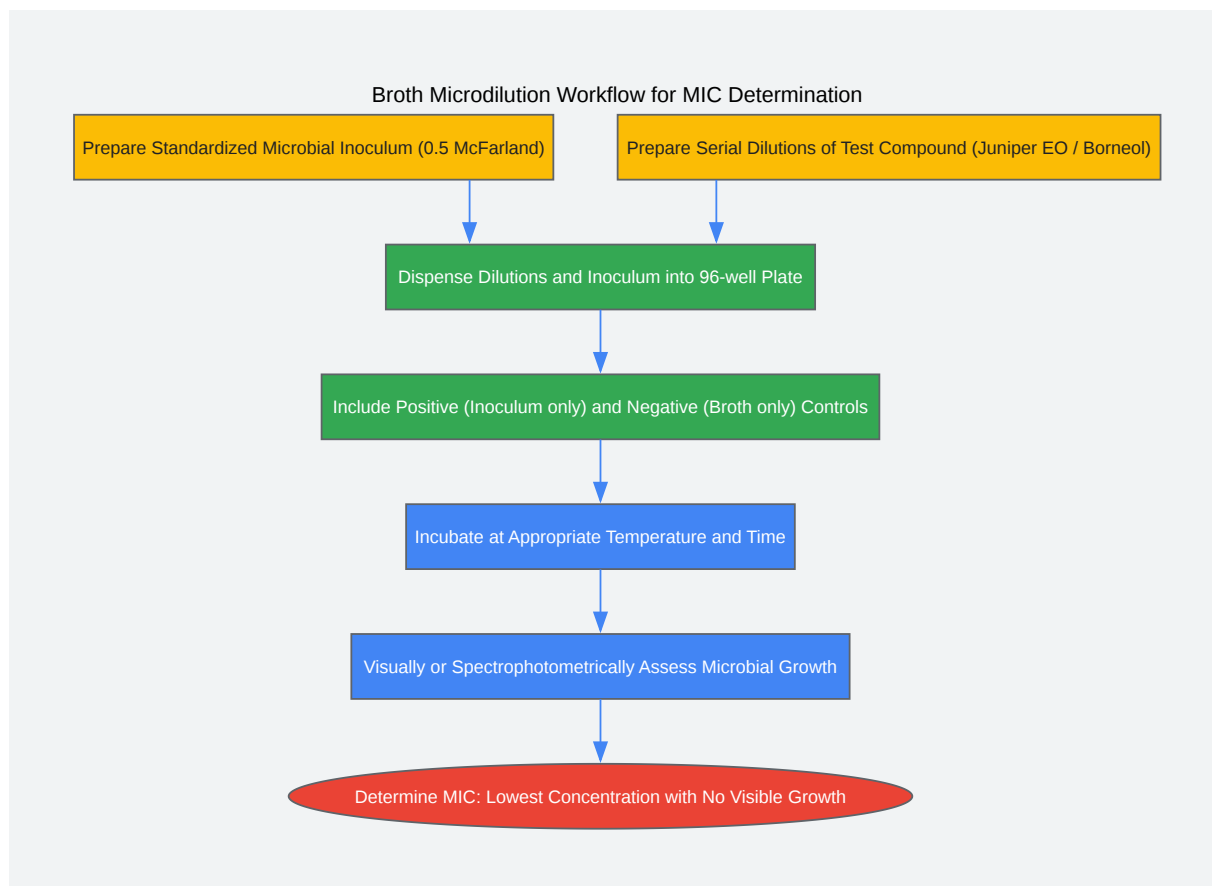 Broth Microdilution Workflow for MIC Determination
Prepare Standardized Microbial Inoculum (0.5 McFarland)
Prepare Serial Dilutions of Test Compound (Juniper EO / Borneol)
Dispense Dilutions and Inoculum into 96-well Plate
Include Positive (Inoculum only) and Negative (Broth only) Controls
Incubate at Appropriate Temperature and Time
Visually or Spectrophotometrically Assess Microbial Growth
Determine MIC: Lowest Concentration with No Visible Growth